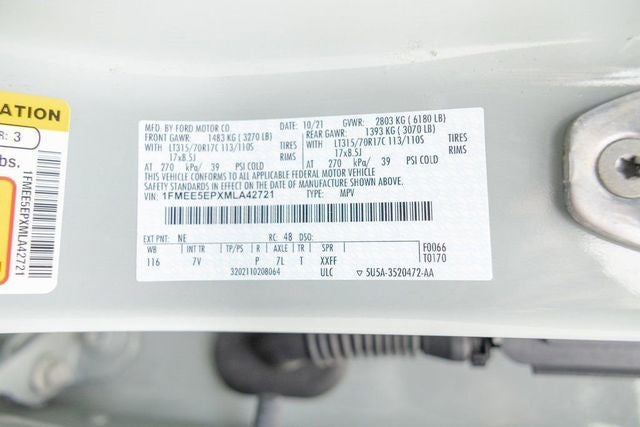 MFD. BY FORD MOTOR CO. 10/21 GVWR: 2803 KG ( 6180 LB)
FRONT GAWR: 1483 KG ( 3270 LB) REAR GAWR: 1393 KG ( 3070 LB)
WITH LT315/70R17C 113/110S TIRES LT315/70R17C 113/110S TIRES
17x8.5J RIMS 17x8.5J RIMS
AT 270 kPa/ 39 PSI COLD AT 270 kPa/ 39 PSI COLD
THIS VEHICLE CONFORMS TO ALL APPLICABLE FEDERAL MOTOR VEHICLE
SAFETY STANDARDS IN EFFECT ON THE DATE OF MANUFACTURE SHOWN ABOVE.
VIN: 1FMEE5EPXMLA42721 TYPE: MPV
EXT PNT: NE RC: 48 DSO: F0066
WB INT TR TP/PS R AXLE TR SPR T0170
116 7V P 7L T XXFF
3202110208064 ULC 5U5A-3520472-AA
ATION
R: 3
bs.
1FMEE5EPXMLA42721